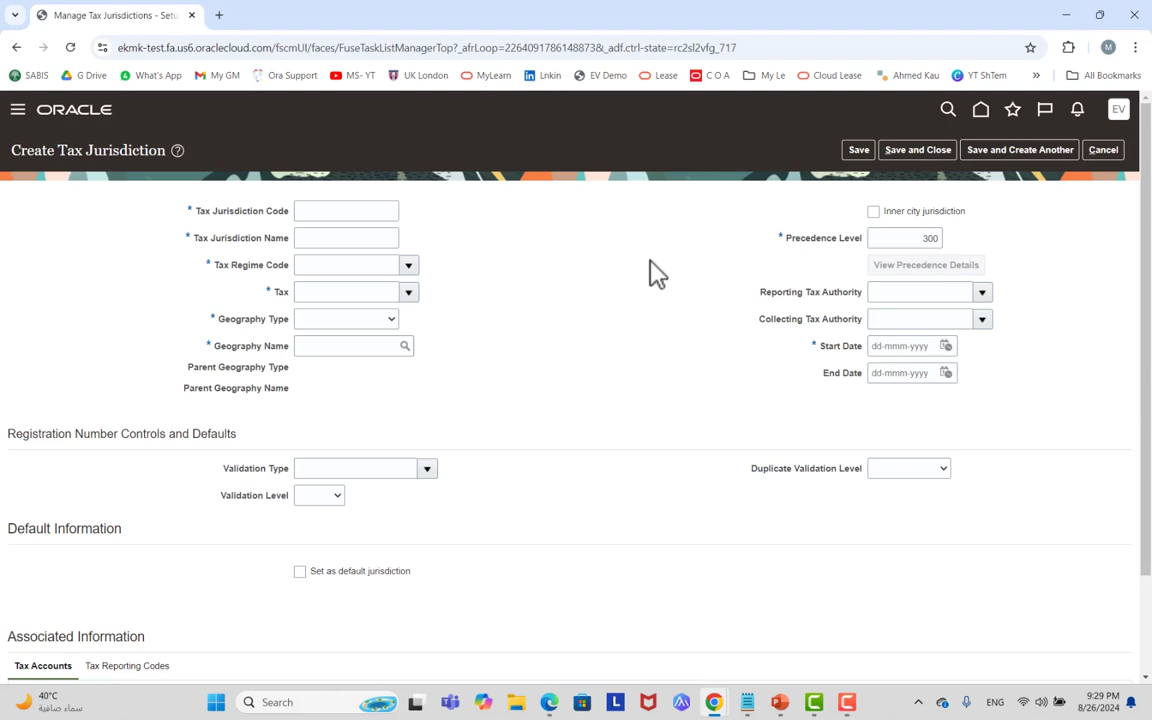 Manage Tax Jurisdictions - Setu
ekmk-test.fa.us6.oraclecloud.com/fscmUI/faces/FuseTaskListManagerTop?_afrLoop=2264091786148873&_adf.ctrl-state=rc2sl2vfg_717
M
SABIS
G Drive
What's App
My GM
Ora Support
MS- YT
UK London
MyLearn
Lnkin
EV Demo
Lease
C O A
My Le
Cloud Lease
Ahmed Kau
YT ShTem
All Bookmarks
ORACLE
EV
Create Tax Jurisdiction
Save
Save and Close
Save and Create Another
Cancel
* Tax Jurisdiction Code
Inner city jurisdiction
* Tax Jurisdiction Name
* Precedence Level 300
* Tax Regime Code
View Precedence Details
* Tax
Reporting Tax Authority
* Geography Type
Collecting Tax Authority
* Geography Name
* Start Date dd-mmm-yyyy
Parent Geography Type
End Date dd-mmm-yyyy
Parent Geography Name
Registration Number Controls and Defaults
Validation Type
Duplicate Validation Level
Validation Level
Default Information
Set as default jurisdiction
Associated Information
Tax Accounts
Tax Reporting Codes
40°C
سماء صافية
Search
ENG
9:29 PM
8/26/2024